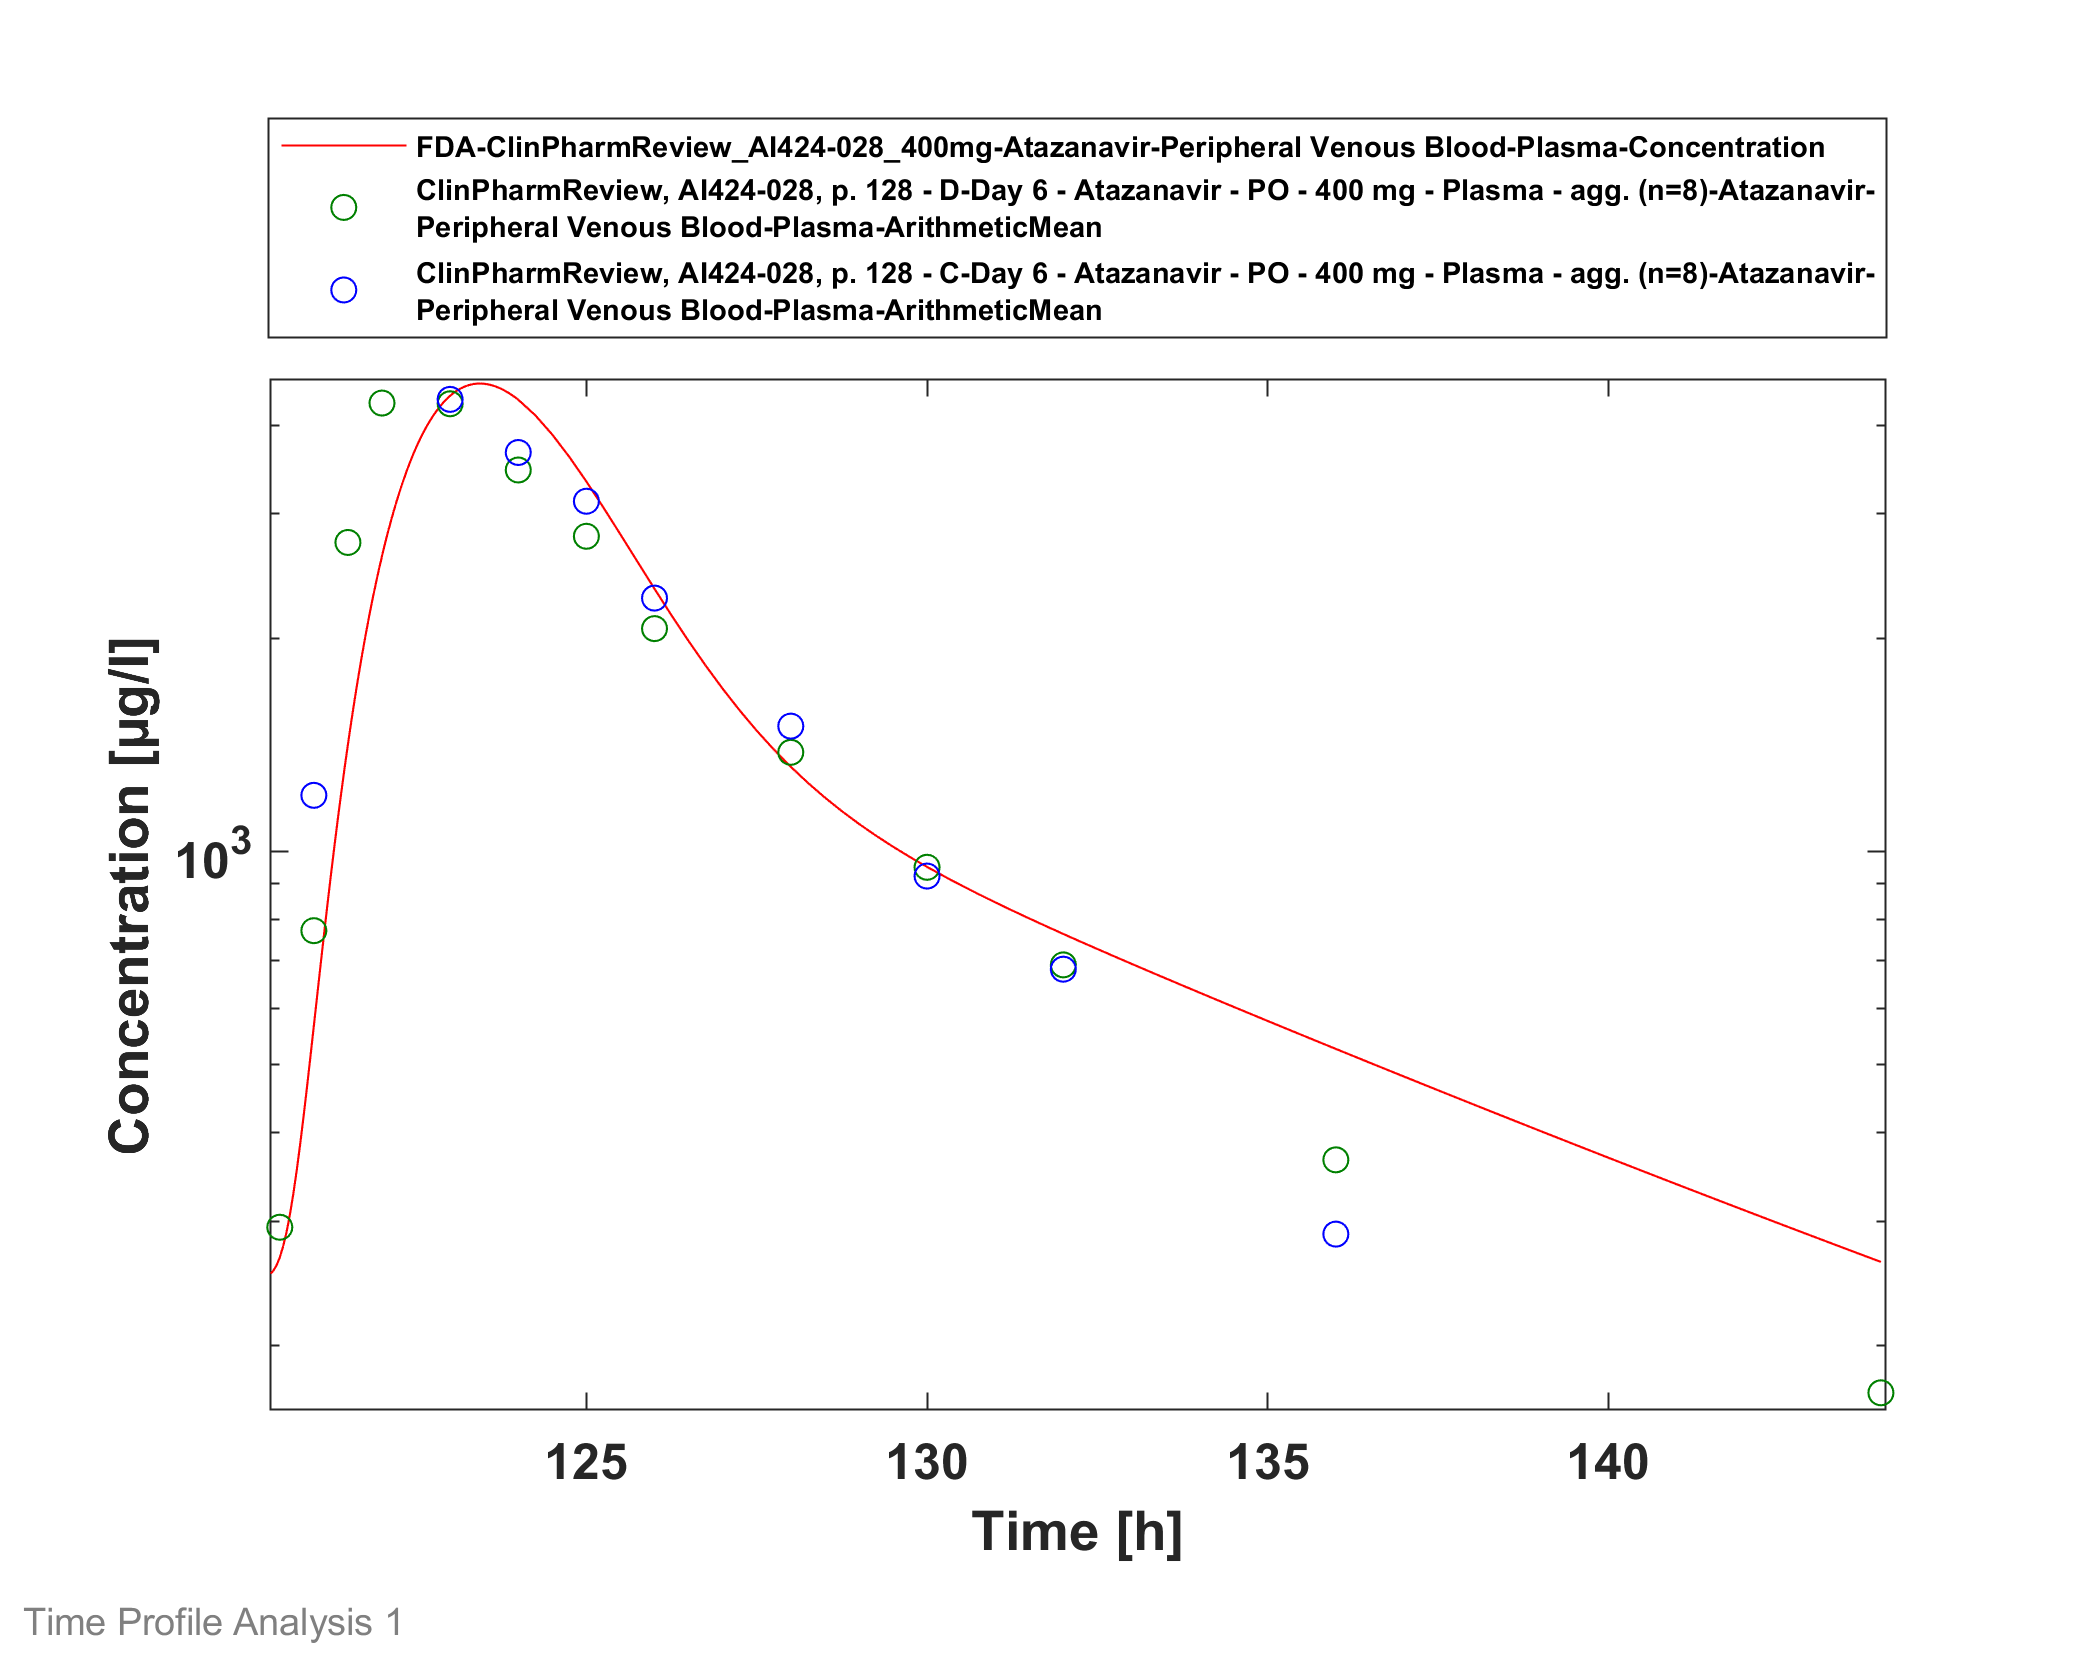 FDA-ClinPharmReview_AI424-028_400mg-Atazanavir-Peripheral Venous Blood-Plasma-Concentration
ClinPharmReview, AI424-028, p. 128 - D-Day 6 - Atazanavir - PO - 400 mg - Plasma - agg. (n=8)-Atazanavir-
Peripheral Venous Blood-Plasma-ArithmeticMean
ClinPharmReview, AI424-028, p. 128 - C-Day 6 - Atazanavir - PO - 400 mg - Plasma - agg. (n=8)-Atazanavir-
Peripheral Venous Blood-Plasma-ArithmeticMean
Concentration [µg/l]
10³
125 130 135 140
Time [h]
Time Profile Analysis 1